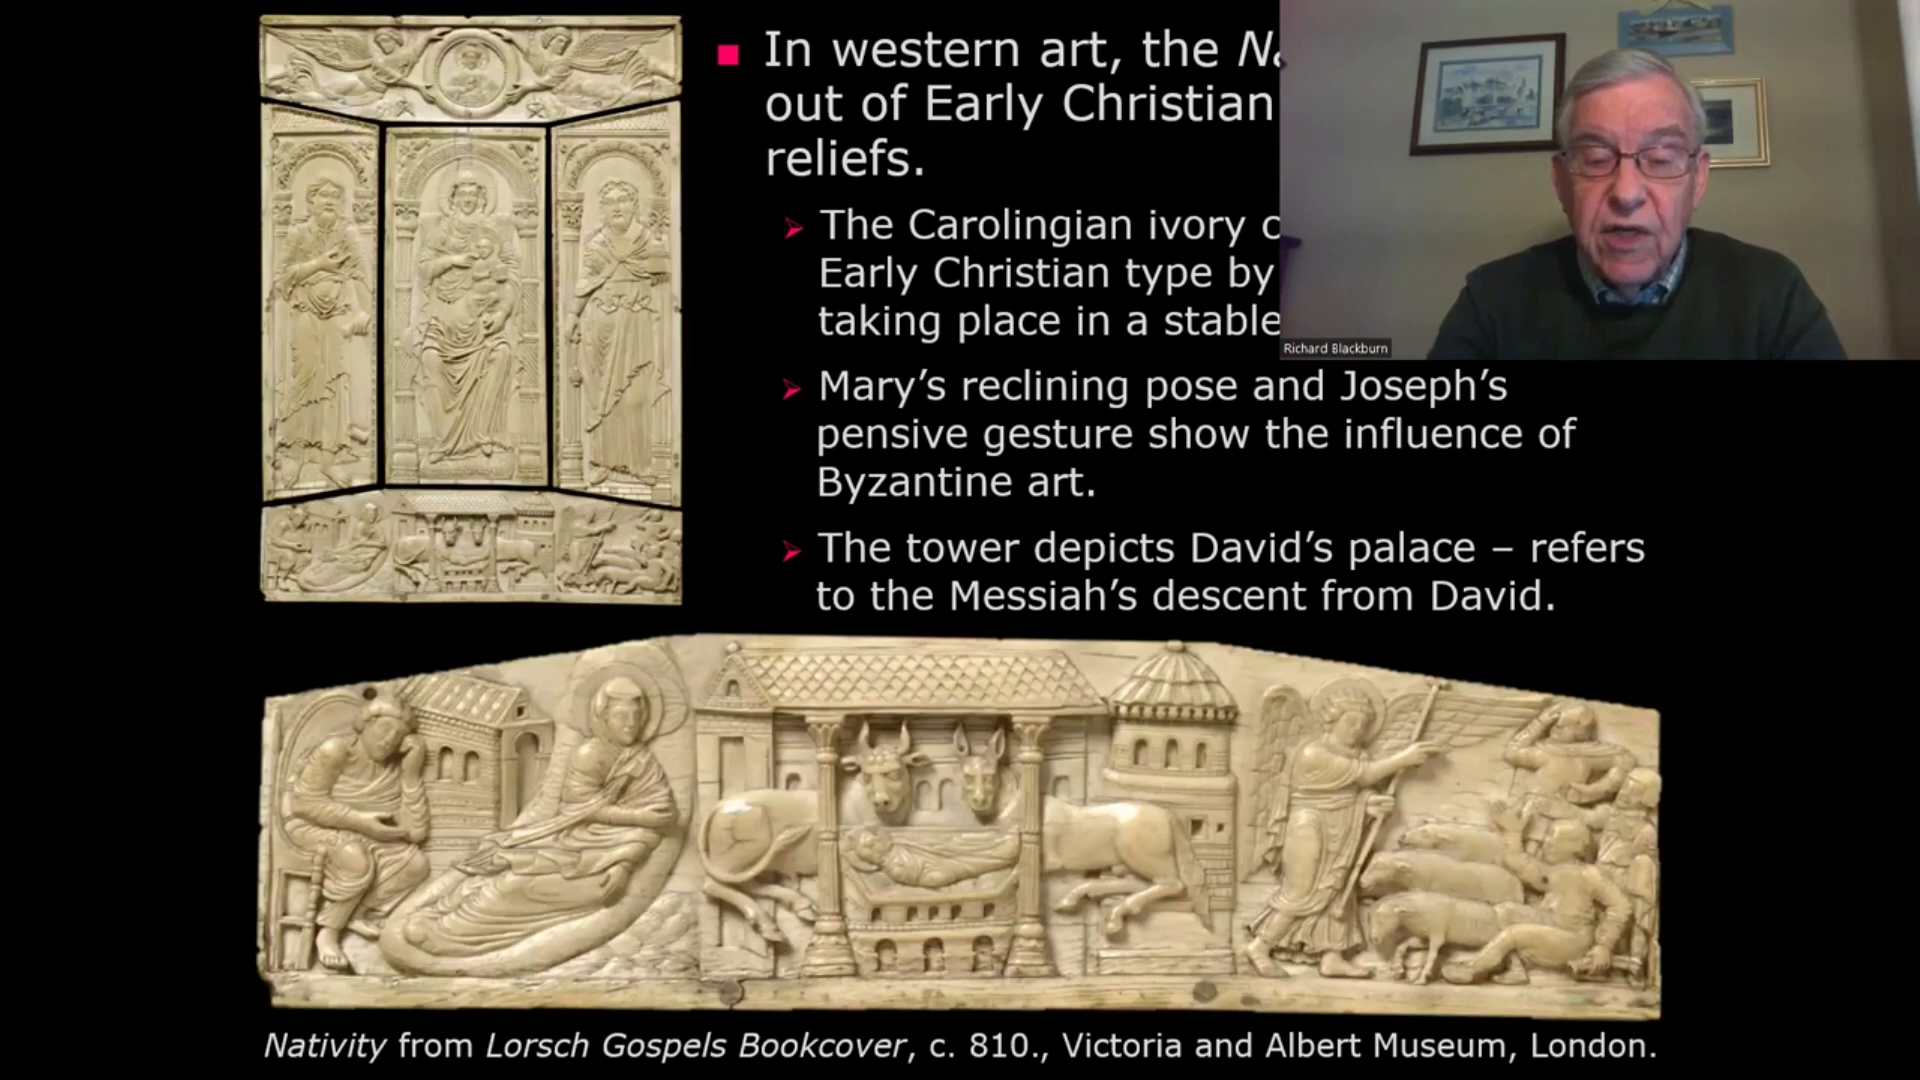 In western art, the
out of Early Christian
reliefs.
The Carolingian ivory
Early Christian type by
taking place in a stable
Mary’s reclining pose and Joseph’s
pensive gesture show the influence of
Byzantine art.
The tower depicts David’s palace – refers
to the Messiah’s descent from David.
Richard Blackburn
Nativity from Lorsch Gospels Bookcover, c. 810., Victoria and Albert Museum, London.